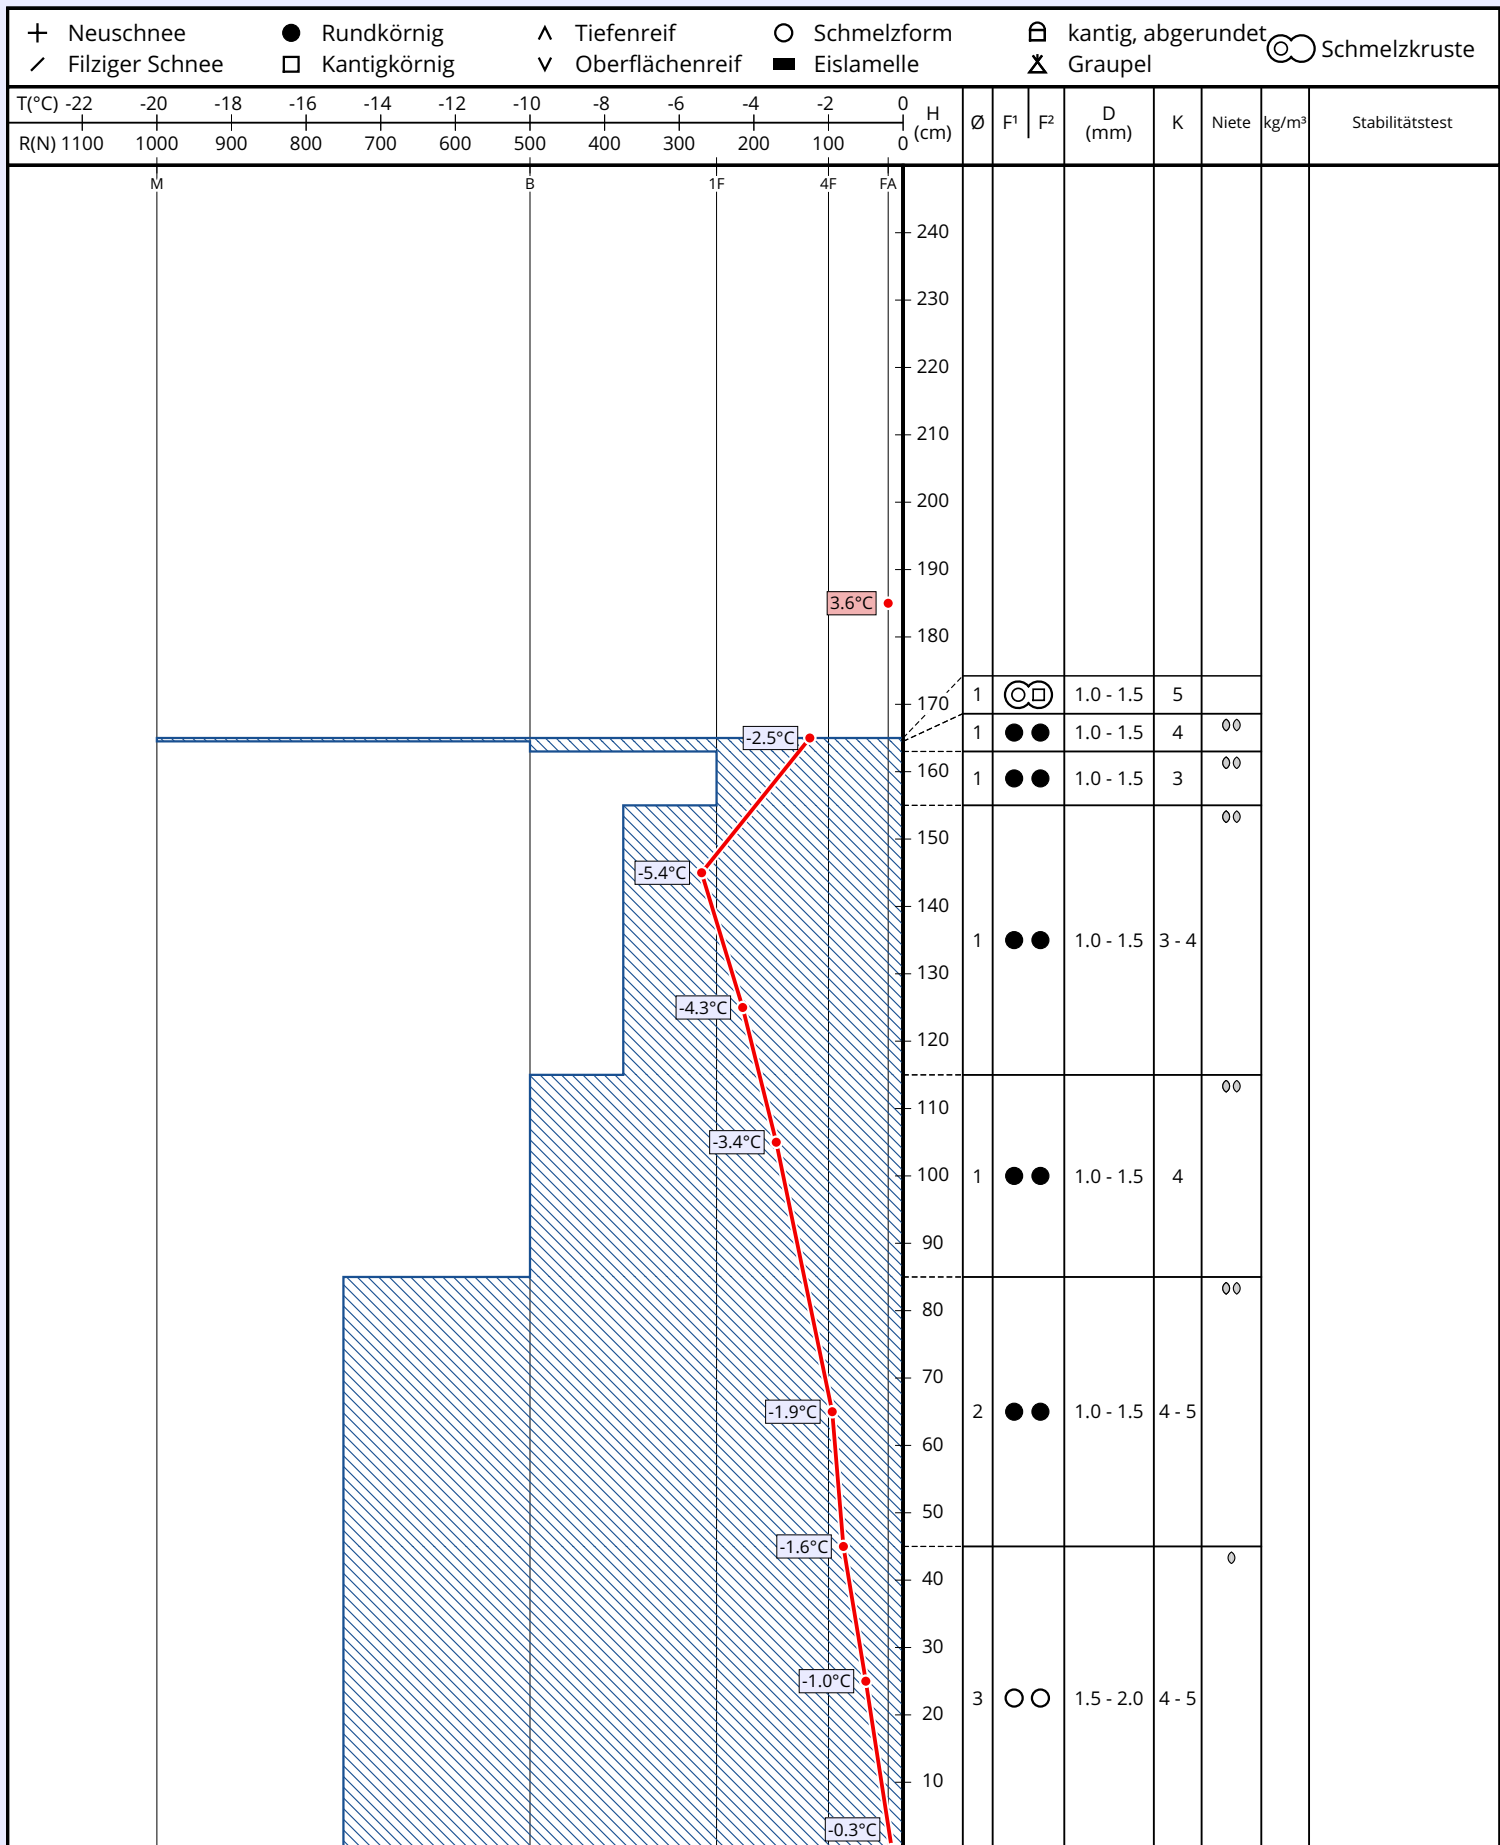 Neuschnee Rundkörnig Tiefenreif Schmelzform kantig, abgerundet Schmelzkruste
Filziger Schnee Kantigkörnig Oberflächenreif Eislamelle Graupel
T(°C) -22 -20 -18 -16 -14 -12 -10 -8 -6 -4 -2 0
R(N) 1100 1000 900 800 700 600 500 400 300 200 100 0
H (cm) Ø F¹ F² D (mm) K Niete kg/m³ Stabilitätstest
M B 1F 4F FA
240
230
220
210
200
190
3.6°C
180
1 1.0 - 1.5 5
170
1 1.0 - 1.5 4
-2.5°C
160
1 1.0 - 1.5 3
150
-5.4°C
140
1 1.0 - 1.5 3 - 4
130
-4.3°C
120
110
-3.4°C
100 1 1.0 - 1.5 4
90
80
70
-1.9°C 2 1.0 - 1.5 4 - 5
60
50
-1.6°C
40
30
-1.0°C
3 1.5 - 2.0 4 - 5
20
10
-0.3°C